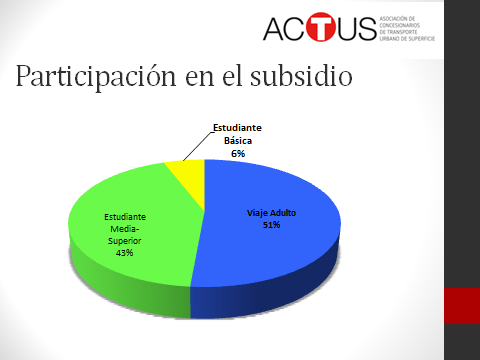 ACTUS
ASOCIACIÓN DE
CONCESIONARIOS
DE TRANSPORTE
URBANO DE SUPERFICIE
Participación en el subsidio
Estudiante
Básica
6%
Viaje Adulto
51%
Estudiante
Media-
Superior
43%